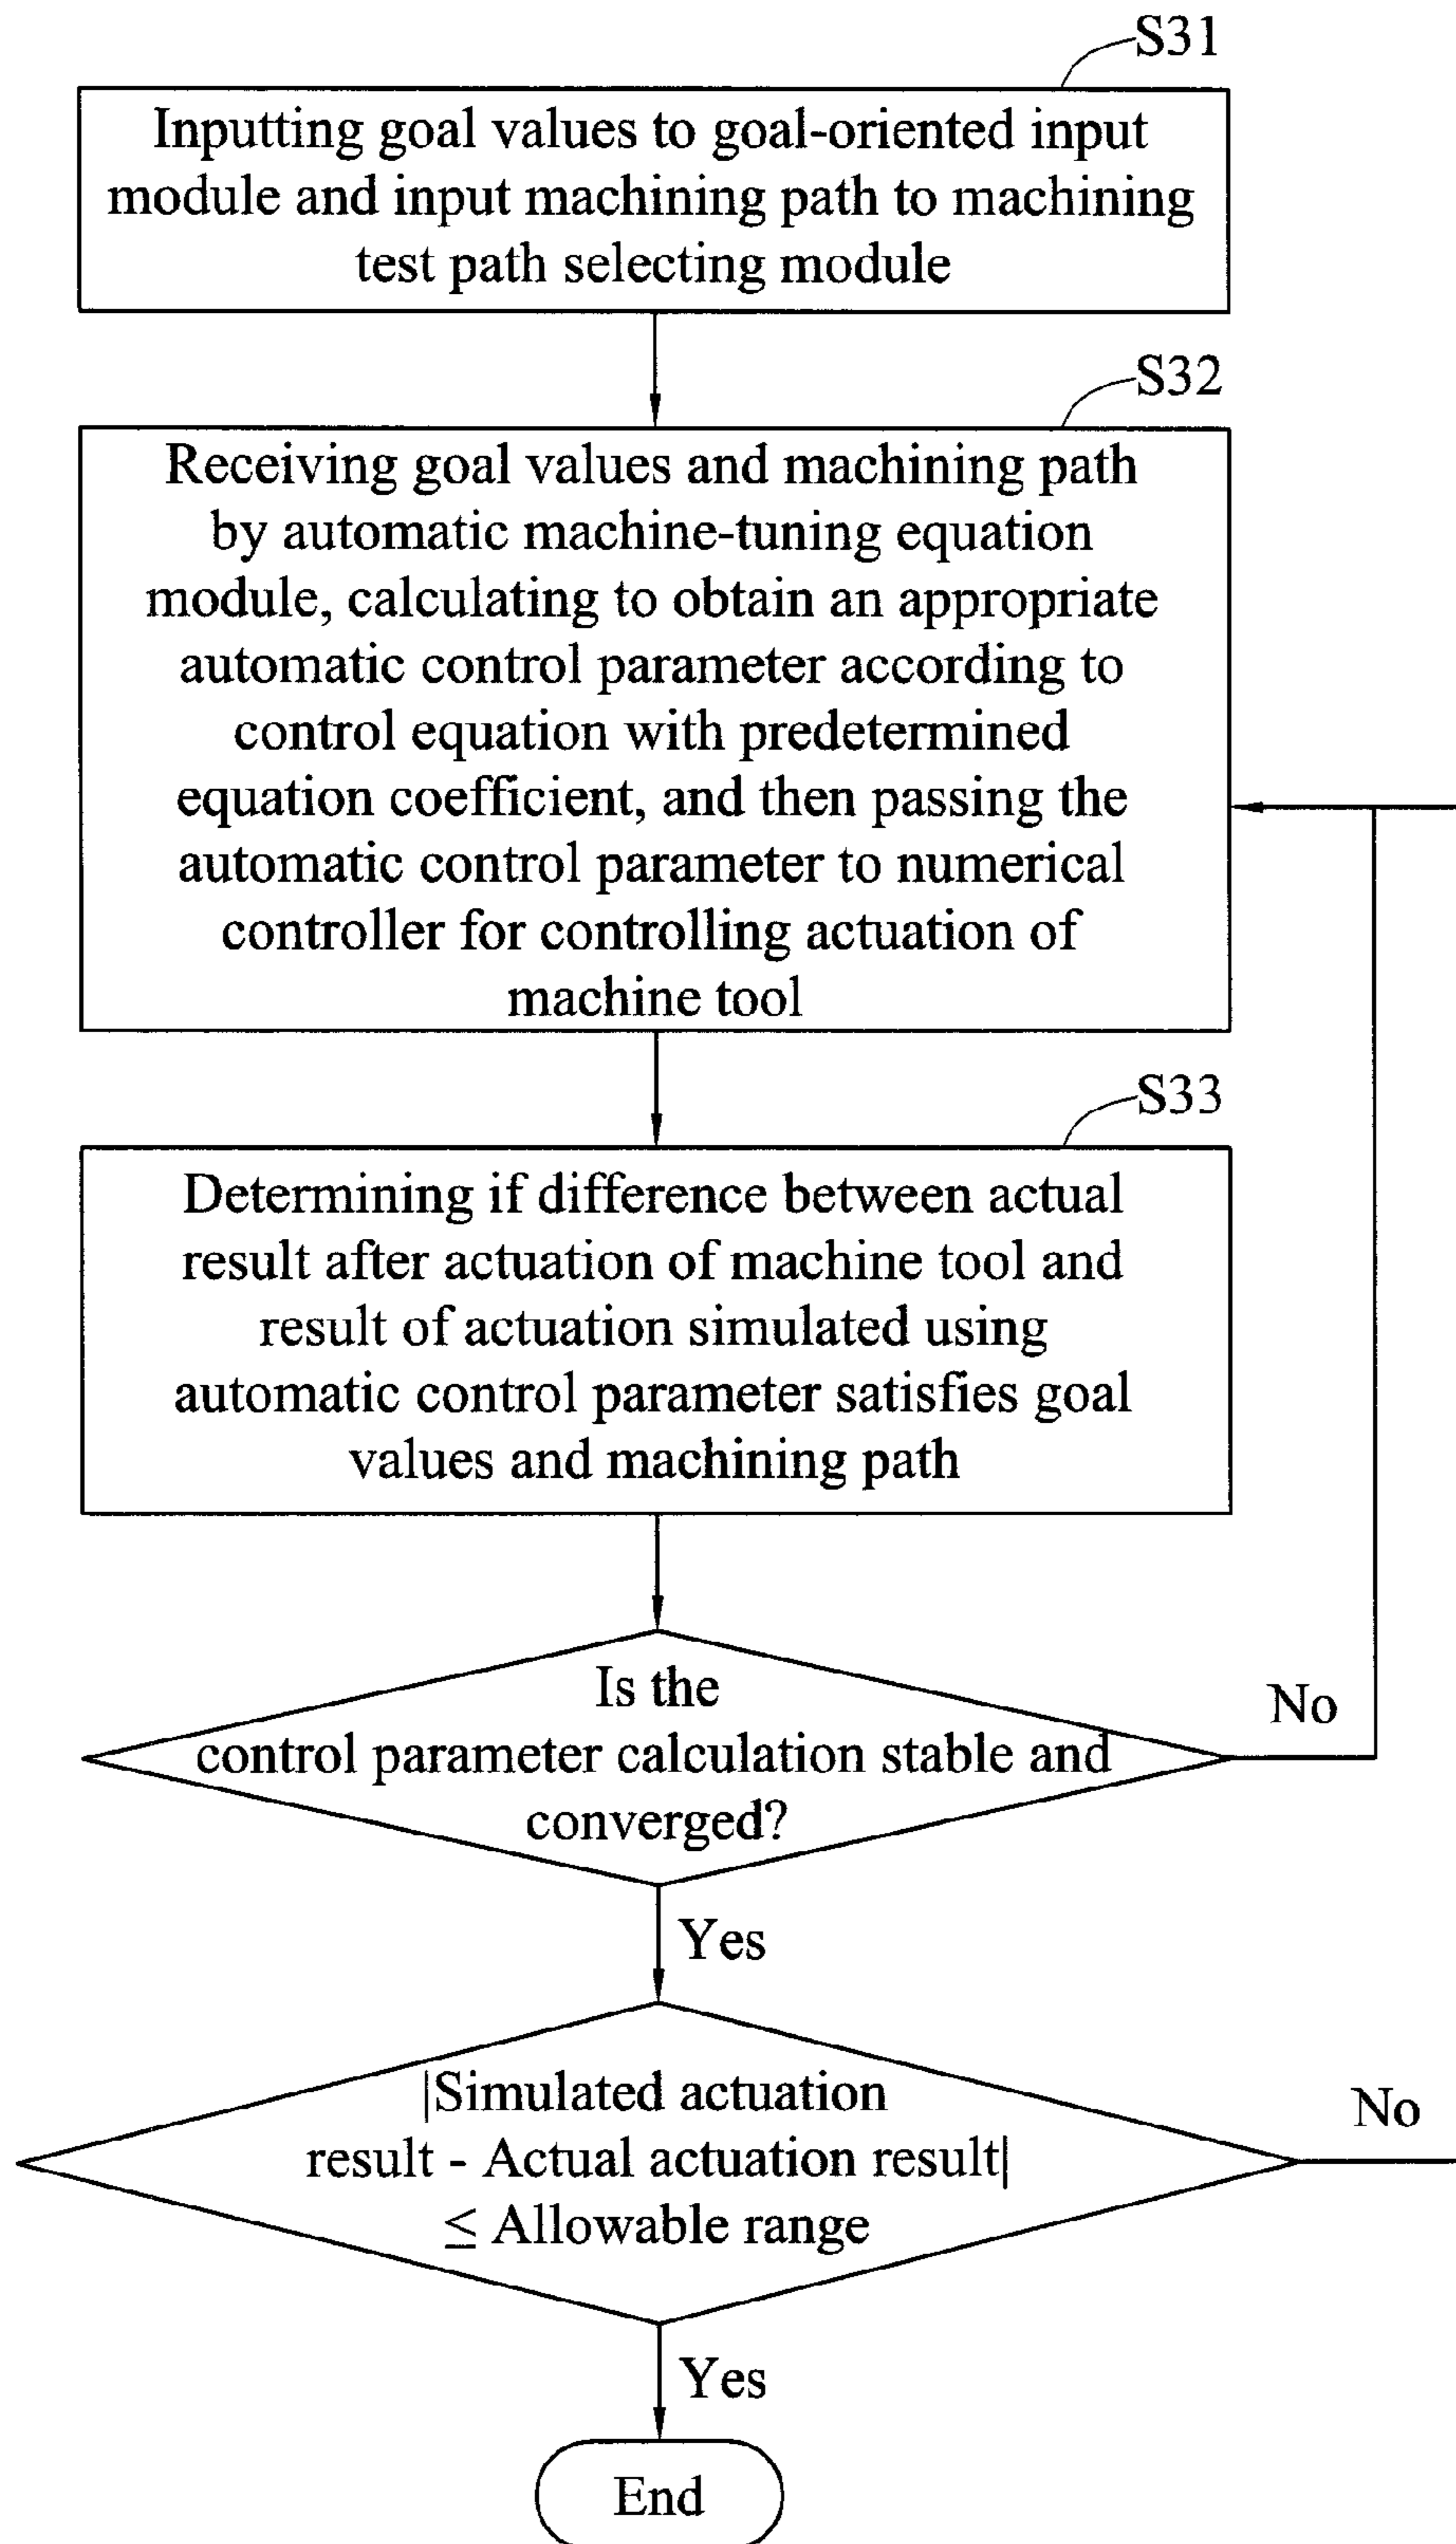 S31
Inputting goal values to goal-oriented input
module and input machining path to machining
test path selecting module
S32
Receiving goal values and machining path
by automatic machine-tuning equation
module, calculating to obtain an appropriate
automatic control parameter according to
control equation with predetermined
equation coefficient, and then passing the
automatic control parameter to numerical
controller for controlling actuation of
machine tool
S33
Determining if difference between actual
result after actuation of machine tool and
result of actuation simulated using
automatic control parameter satisfies goal
values and machining path
Is the
control parameter calculation stable and
converged?
No
Yes
|Simulated actuation
result - Actual actuation result|
≤ Allowable range
No
Yes
End